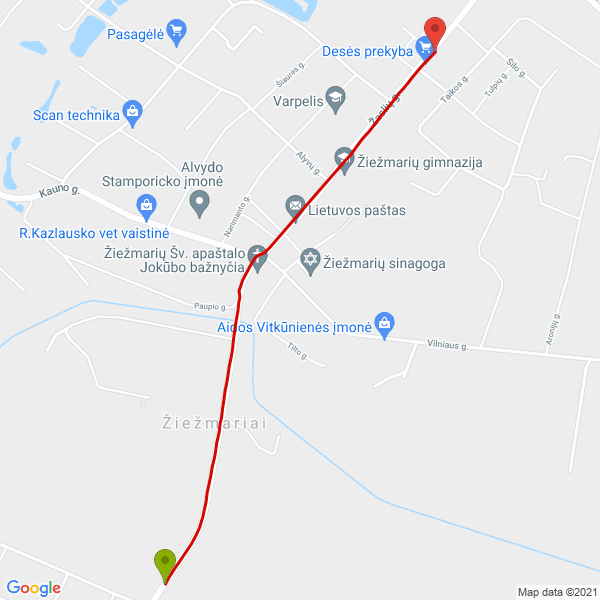 Pasagėlė
Desės prekyba
Šilo g.
Tulpių g.
Taikos g.
Šiaurės g.
Varpelis
Žaslių g.
Scan technika
Alyvų g.
Žiežmarių gimnazija
Alvydo
Stamporicko įmonė
Kauno g.
Lietuvos paštas
Narimanto g.
R.Kazlausko vet vaistinė
Žiežmarių Šv. apaštalo
Jokūbo bažnyčia
Žiežmarių sinagoga
Paupio g.
Aidos Vitkūnienės įmonė
Aronijų g.
Vilniaus g.
Tilto g.
Žiežmariai
Google
Map data ©2021